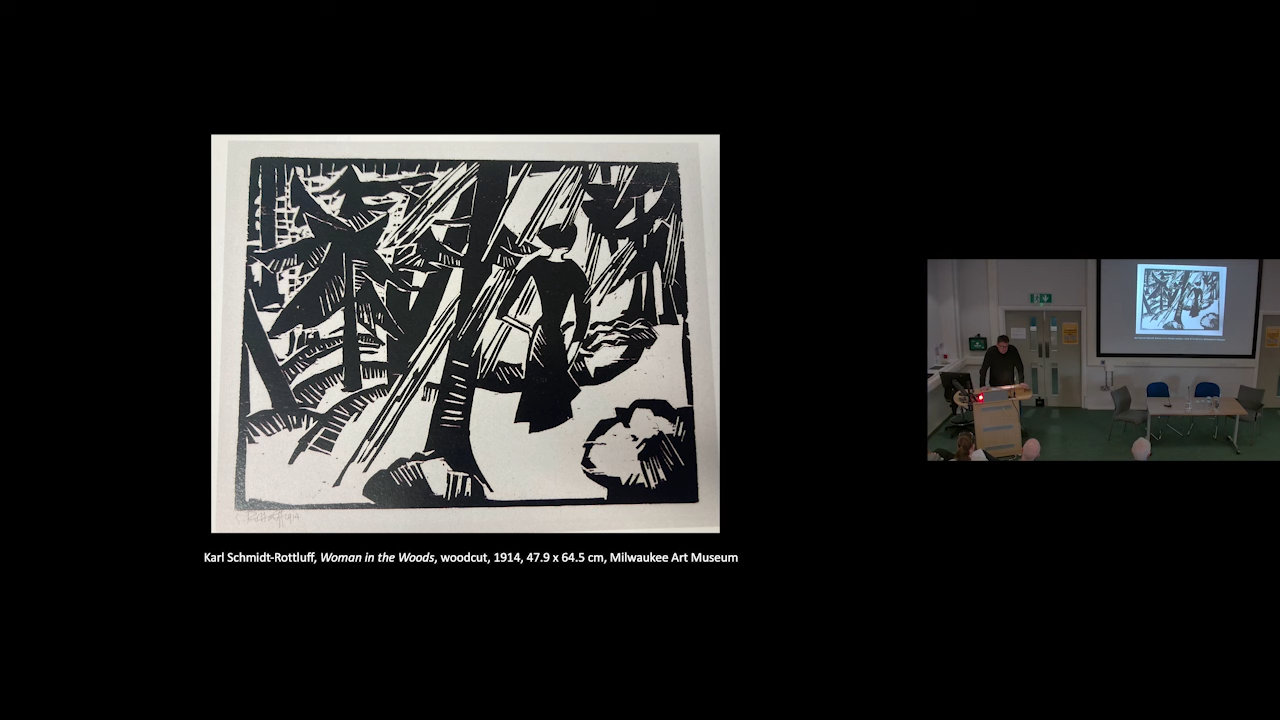 Karl Schmidt-Rottluff, Woman in the Woods, woodcut, 1914, 47.9 x 64.5 cm, Milwaukee Art Museum